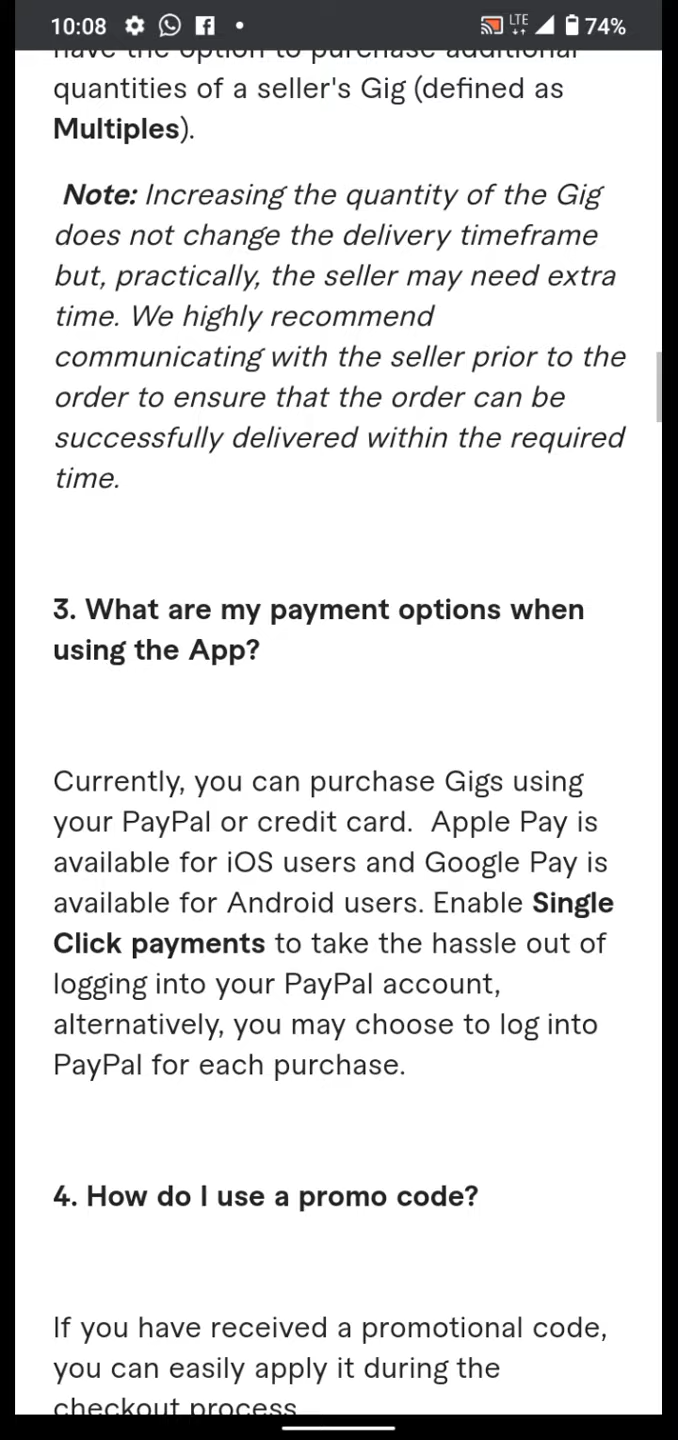 10:08
LTE
74%
have the option to purchase additional
quantities of a seller's Gig (defined as
Multiples).
Note: Increasing the quantity of the Gig
does not change the delivery timeframe
but, practically, the seller may need extra
time. We highly recommend
communicating with the seller prior to the
order to ensure that the order can be
successfully delivered within the required
time.
3. What are my payment options when
using the App?
Currently, you can purchase Gigs using
your PayPal or credit card.  Apple Pay is
available for iOS users and Google Pay is
available for Android users. Enable Single
Click payments to take the hassle out of
logging into your PayPal account,
alternatively, you may choose to log into
PayPal for each purchase.
4. How do I use a promo code?
If you have received a promotional code,
you can easily apply it during the
checkout process